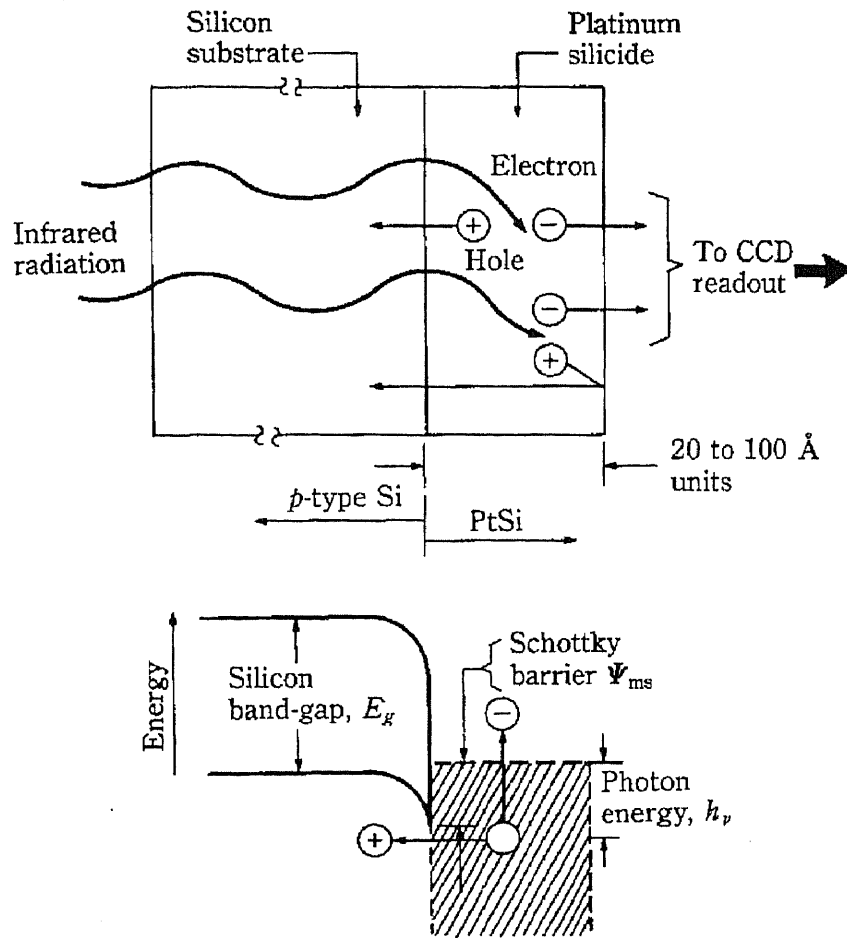 Silicon
substrate
Platinum
silicide
Electron
+
−
Infrared
radiation
Hole
To CCD
readout
−
+
20 to 100 Å
units
p-type Si
PtSi
Energy
Silicon
band-gap, E_g
Schottky
barrier Ψ_ms
−
Photon
energy, h_ν
+